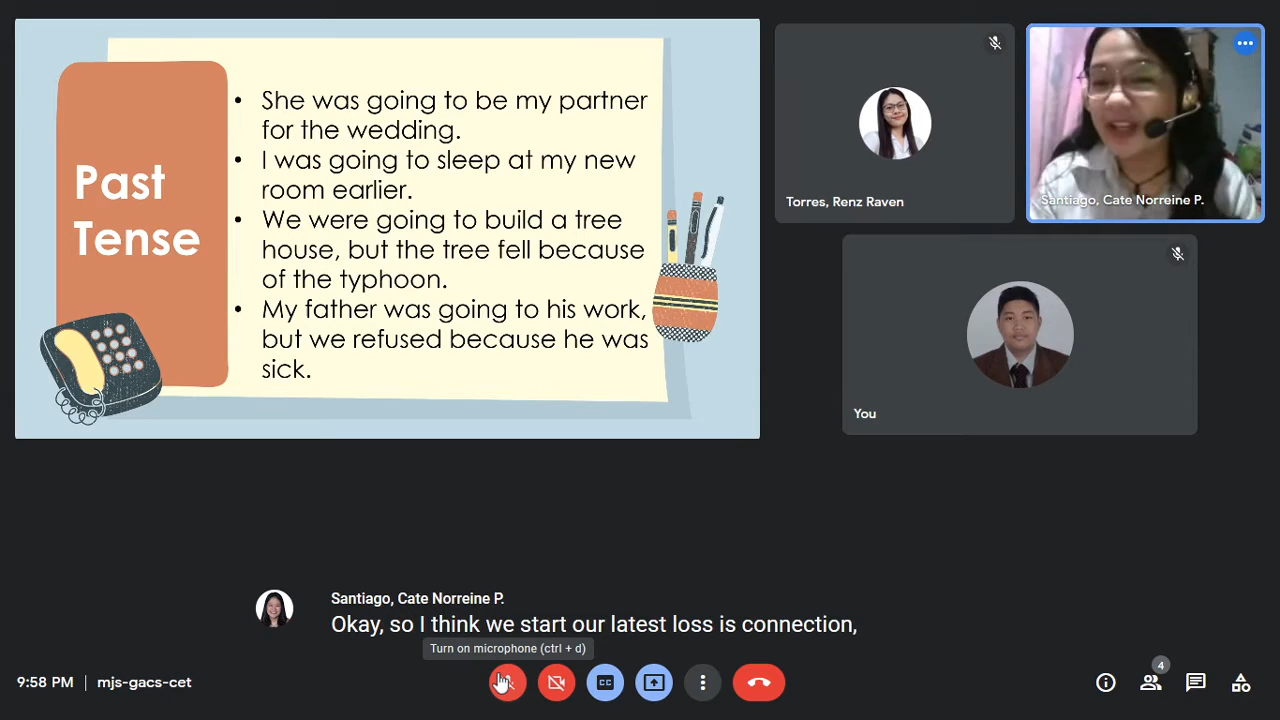 Past
Tense
• She was going to be my partner
for the wedding.
• I was going to sleep at my new
room earlier.
• We were going to build a tree
house, but the tree fell because
of the typhoon.
• My father was going to his work,
but we refused because he was
sick.
Torres, Renz Raven
Santiago, Cate Norreine P.
You
Santiago, Cate Norreine P.
Okay, so I think we start our latest loss is connection,
Turn on microphone (ctrl + d)
9:58 PM | mjs-gacs-cet
CC
4